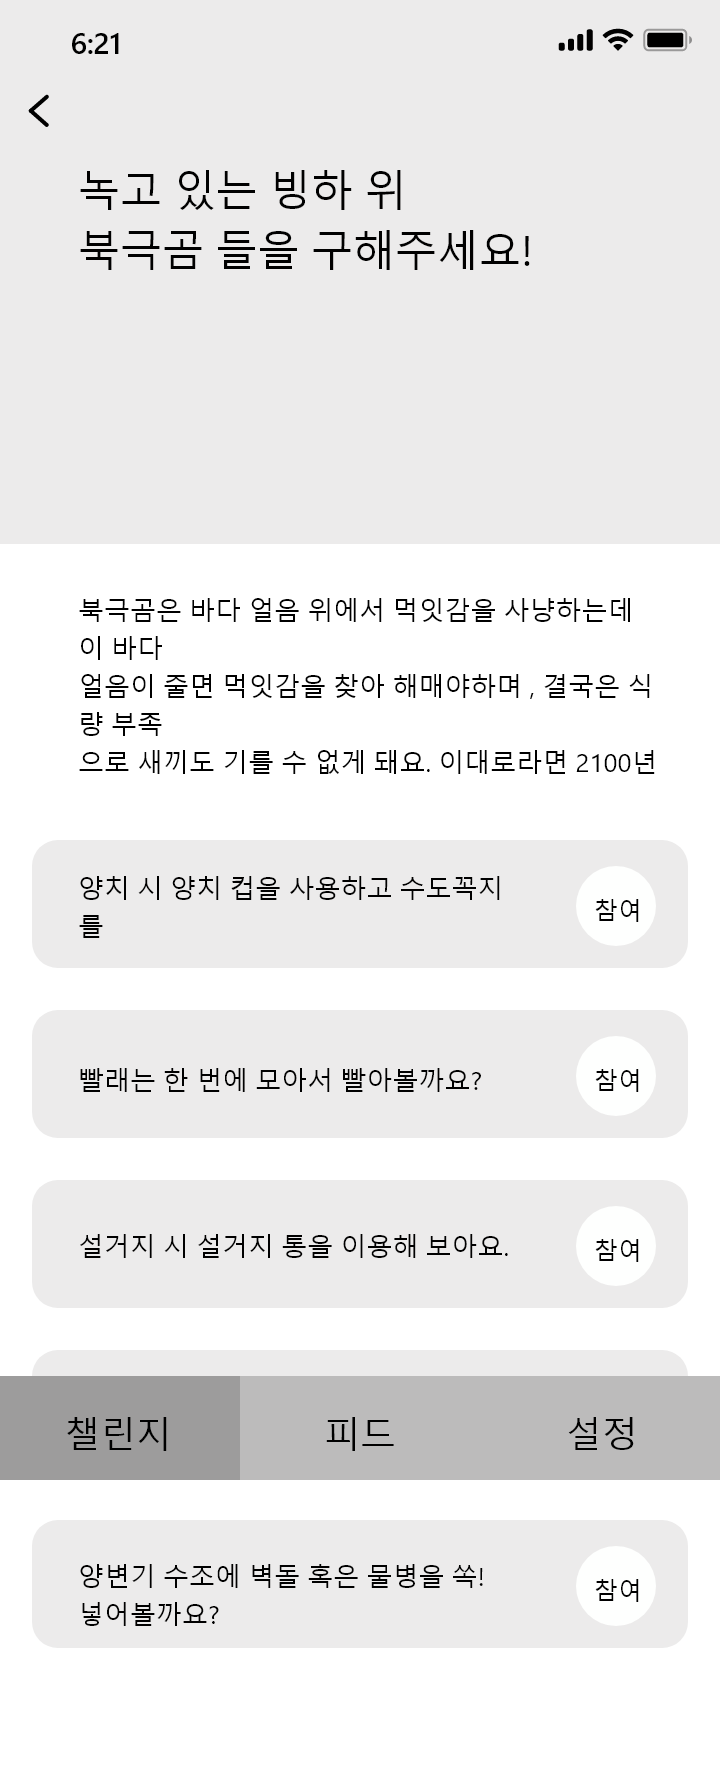 6:21
녹고 있는 빙하 위
북극곰 들을 구해주세요!
북극곰은 바다 얼음 위에서 먹잇감을 사냥하는데
이 바다
얼음이 줄면 먹잇감을 찾아 해매야하며 , 결국은 식
량 부족
으로 새끼도 기를 수 없게 돼요. 이대로라면 2100년
양치 시 양치 컵을 사용하고 수도꼭지
를
참여
빨래는 한 번에 모아서 빨아볼까요?
참여
설거지 시 설거지 통을 이용해 보아요.
참여
챌린지 피드 설정
양변기 수조에 벽돌 혹은 물병을 쏙!
넣어볼까요?
참여